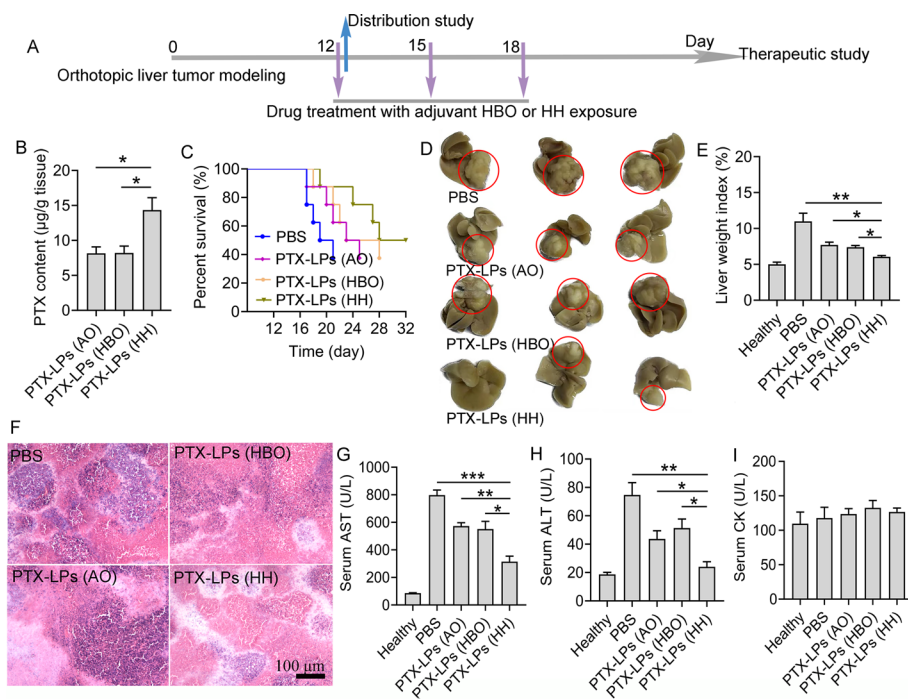 A
Distribution study
0
12
15
18
Day
Therapeutic study
Orthotopic liver tumor modeling
Drug treatment with adjuvant HBO or HH exposure
B
PTX content (μg/g tissue)
20
15
10
5
0
*
*
PTX-LPs (AO)
PTX-LPs (HBO)
PTX-LPs (HH)
C
Percent survival (%)
100
80
60
40
20
0
PBS
PTX-LPs (AO)
PTX-LPs (HBO)
PTX-LPs (HH)
12 16 20 24 28 32
Time (day)
D
PBS
PTX-LPs (AO)
PTX-LPs (HBO)
PTX-LPs (HH)
E
Liver weight index (%)
20
15
10
5
0
**
*
*
Healthy
PBS
PTX-LPs (AO)
PTX-LPs (HBO)
PTX-LPs (HH)
F
PBS
PTX-LPs (HBO)
PTX-LPs (AO)
PTX-LPs (HH)
100 μm
G
Serum AST (U/L)
1000
800
600
400
200
0
***
**
*
Healthy
PBS
PTX-LPs (AO)
PTX-LPs (HBO)
PTX-LPs (HH)
H
Serum ALT (U/L)
80
60
40
20
0
**
*
*
Healthy
PBS
PTX-LPs (AO)
PTX-LPs (HBO)
PTX-LPs (HH)
I
Serum CK (U/L)
200
150
100
50
0
Healthy
PBS
PTX-LPs (AO)
PTX-LPs (HBO)
PTX-LPs (HH)